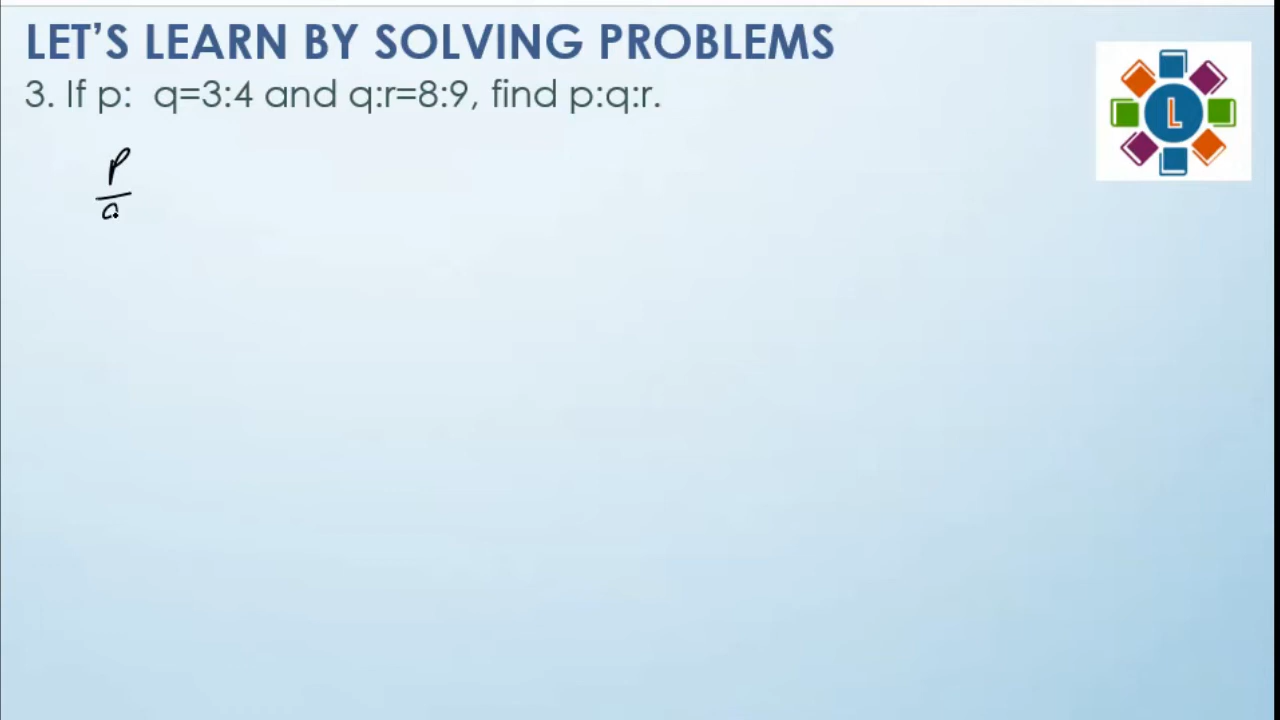 LET'S LEARN BY SOLVING PROBLEMS
3. If p: q=3:4 and q:r=8:9, find p:q:r.
L
P